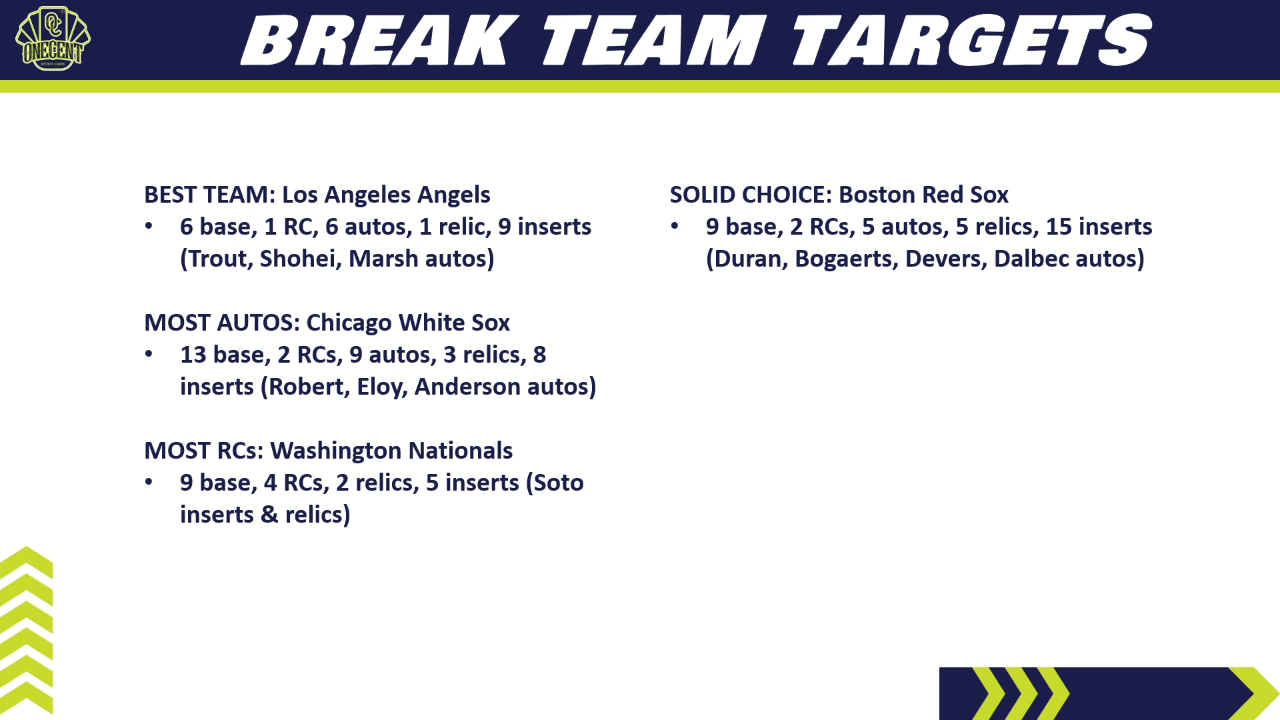 BREAK TEAM TARGETS
OC
ONECENT
SPORTS CARDS
BEST TEAM: Los Angeles Angels
• 6 base, 1 RC, 6 autos, 1 relic, 9 inserts
(Trout, Shohei, Marsh autos)
MOST AUTOS: Chicago White Sox
• 13 base, 2 RCs, 9 autos, 3 relics, 8
inserts (Robert, Eloy, Anderson autos)
MOST RCs: Washington Nationals
• 9 base, 4 RCs, 2 relics, 5 inserts (Soto
inserts & relics)
SOLID CHOICE: Boston Red Sox
• 9 base, 2 RCs, 5 autos, 5 relics, 15 inserts
(Duran, Bogaerts, Devers, Dalbec autos)